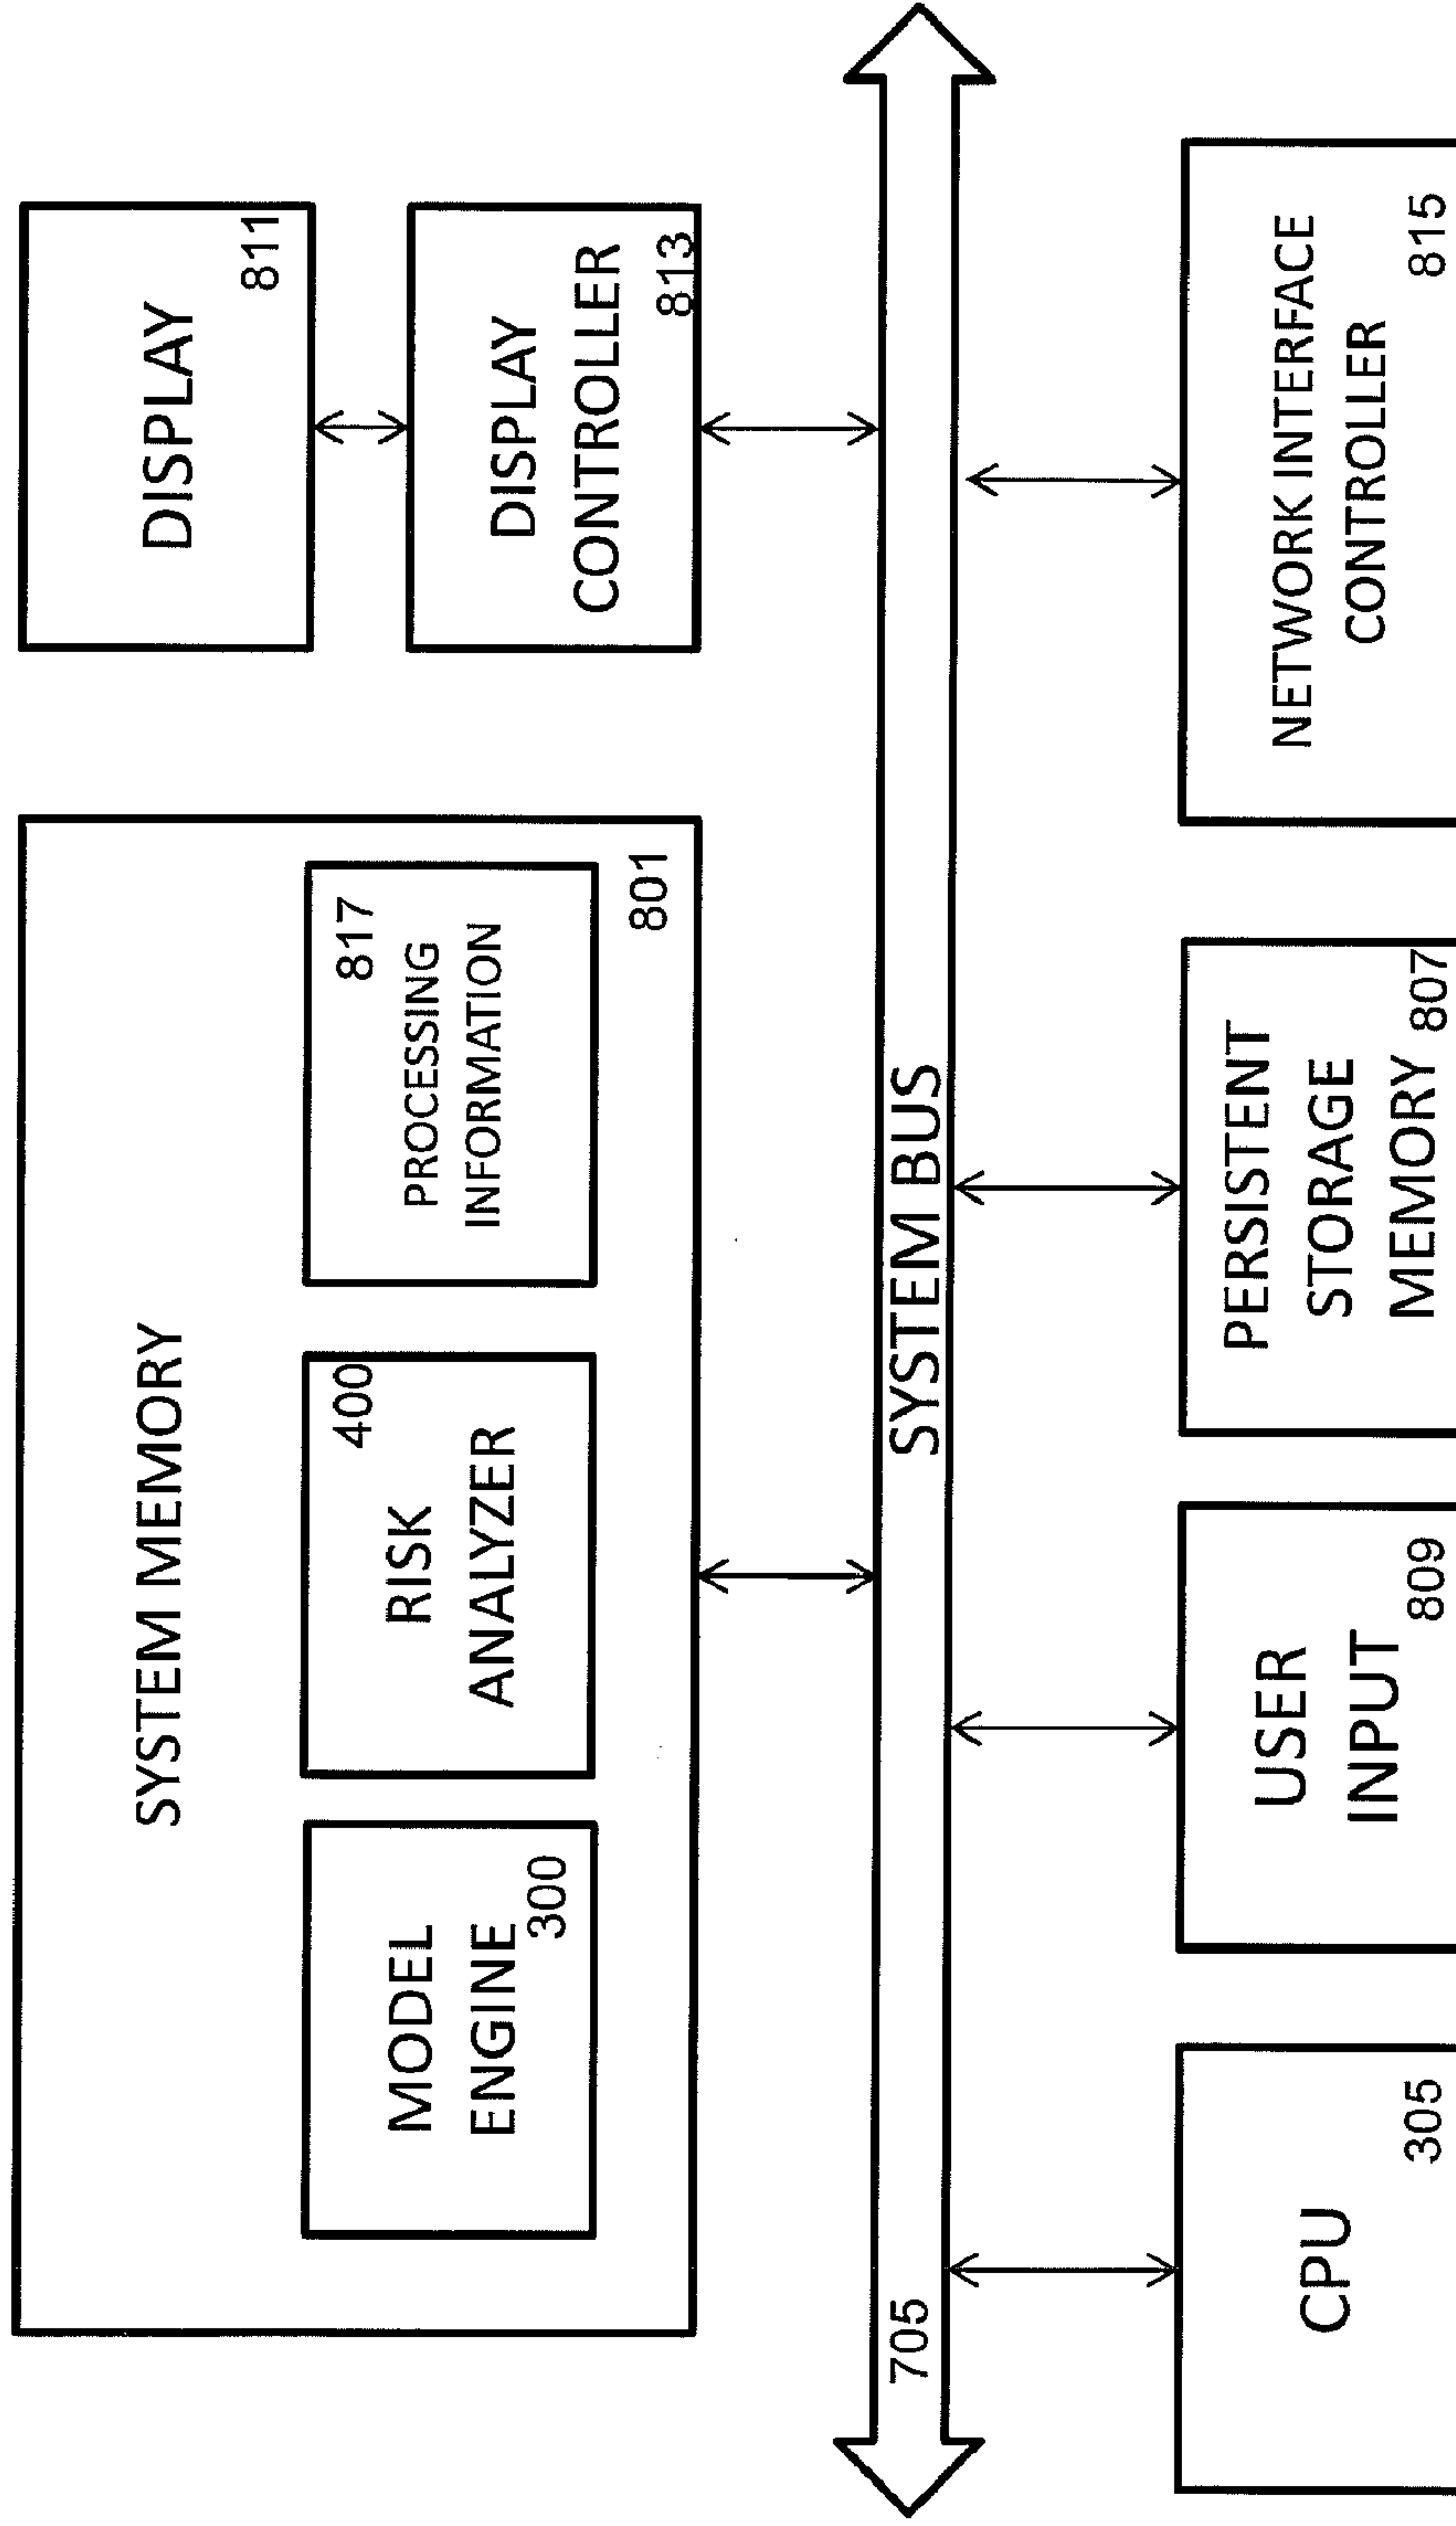 SYSTEM MEMORY
MODEL
ENGINE
300
400
RISK
ANALYZER
817
PROCESSING
INFORMATION
801
DISPLAY
811
DISPLAY
CONTROLLER
813
705
SYSTEM BUS
CPU
305
USER
INPUT
809
PERSISTENT
STORAGE
MEMORY
807
NETWORK INTERFACE
CONTROLLER
815